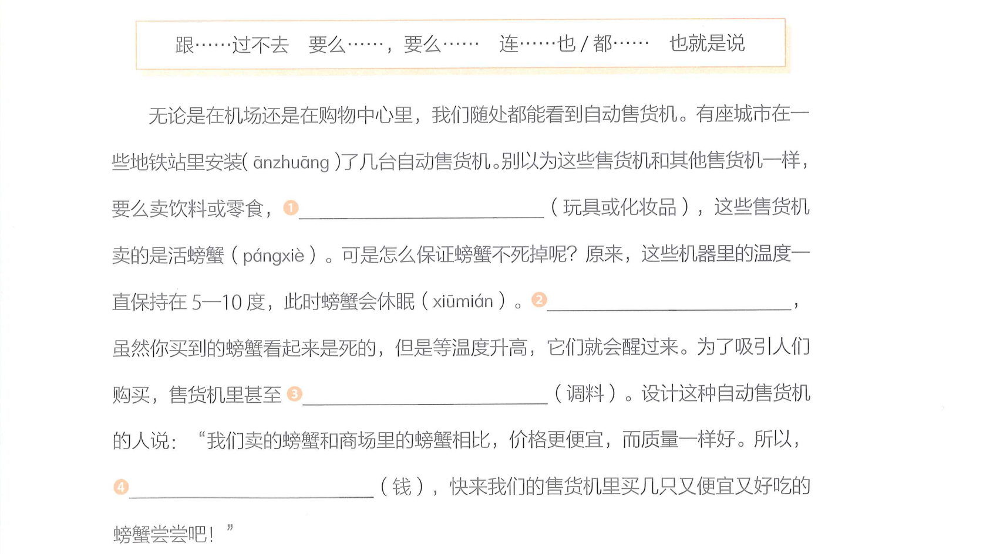 跟……过不去 要么……，要么…… 连……也 / 都…… 也就是说
无论是在机场还是在购物中心里，我们随处都能看到自动售货机。有座城市在一
些地铁站里安装（ānzhuāng）了几台自动售货机。别以为这些售货机和其他售货机一样，
要么卖饮料或零食，1____________________（玩具或化妆品），这些售货机
卖的是活螃蟹（pángxiè）。可是怎么保证螃蟹不死掉呢？原来，这些机器里的温度一
直保持在 5—10 度，此时螃蟹会休眠（xiūmián）。2____________________，
虽然你买到的螃蟹看起来是死的，但是等温度升高，它们就会醒过来。为了吸引人们
购买，售货机里甚至 3____________________（调料）。设计这种自动售货机
的人说：“我们卖的螃蟹和商场里的螃蟹相比，价格更便宜，而质量一样好。所以，
4____________________（钱），快来我们的售货机里买几只又便宜又好吃的
螃蟹尝尝吧！”